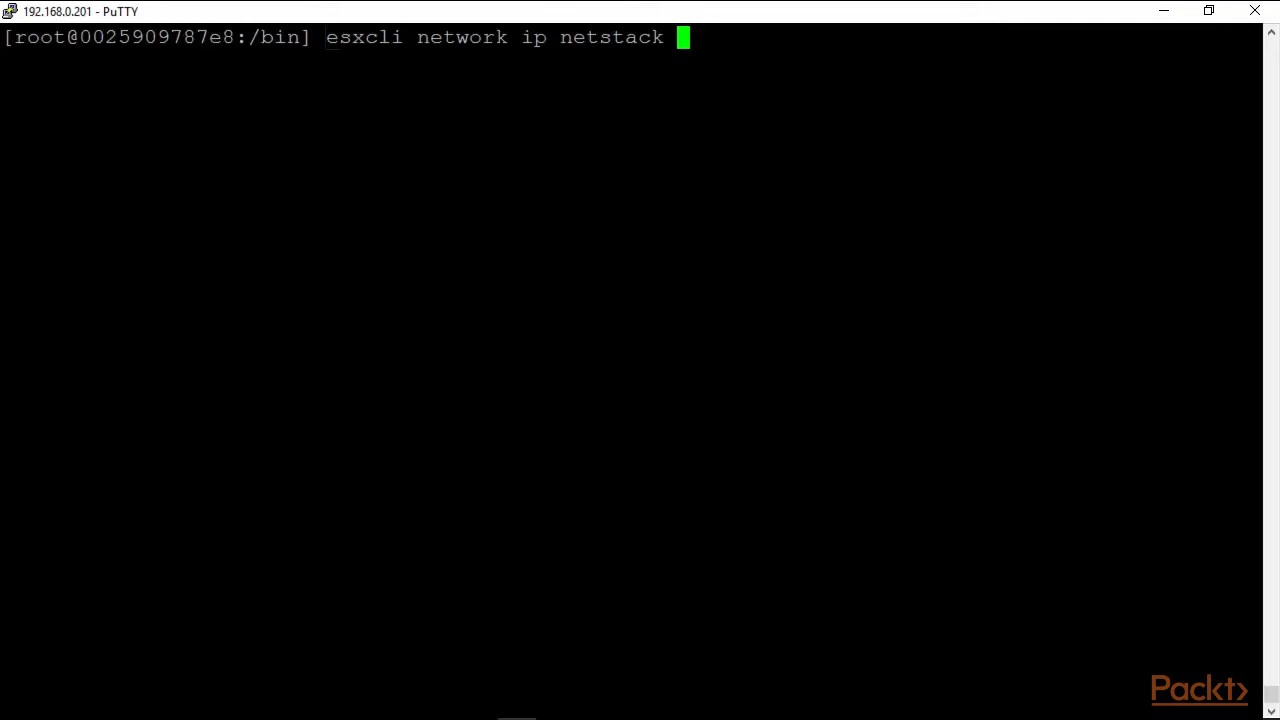 192.168.0.201 - PuTTY
[root@0025909787e8:/bin] esxcli network ip netstack
Packt>